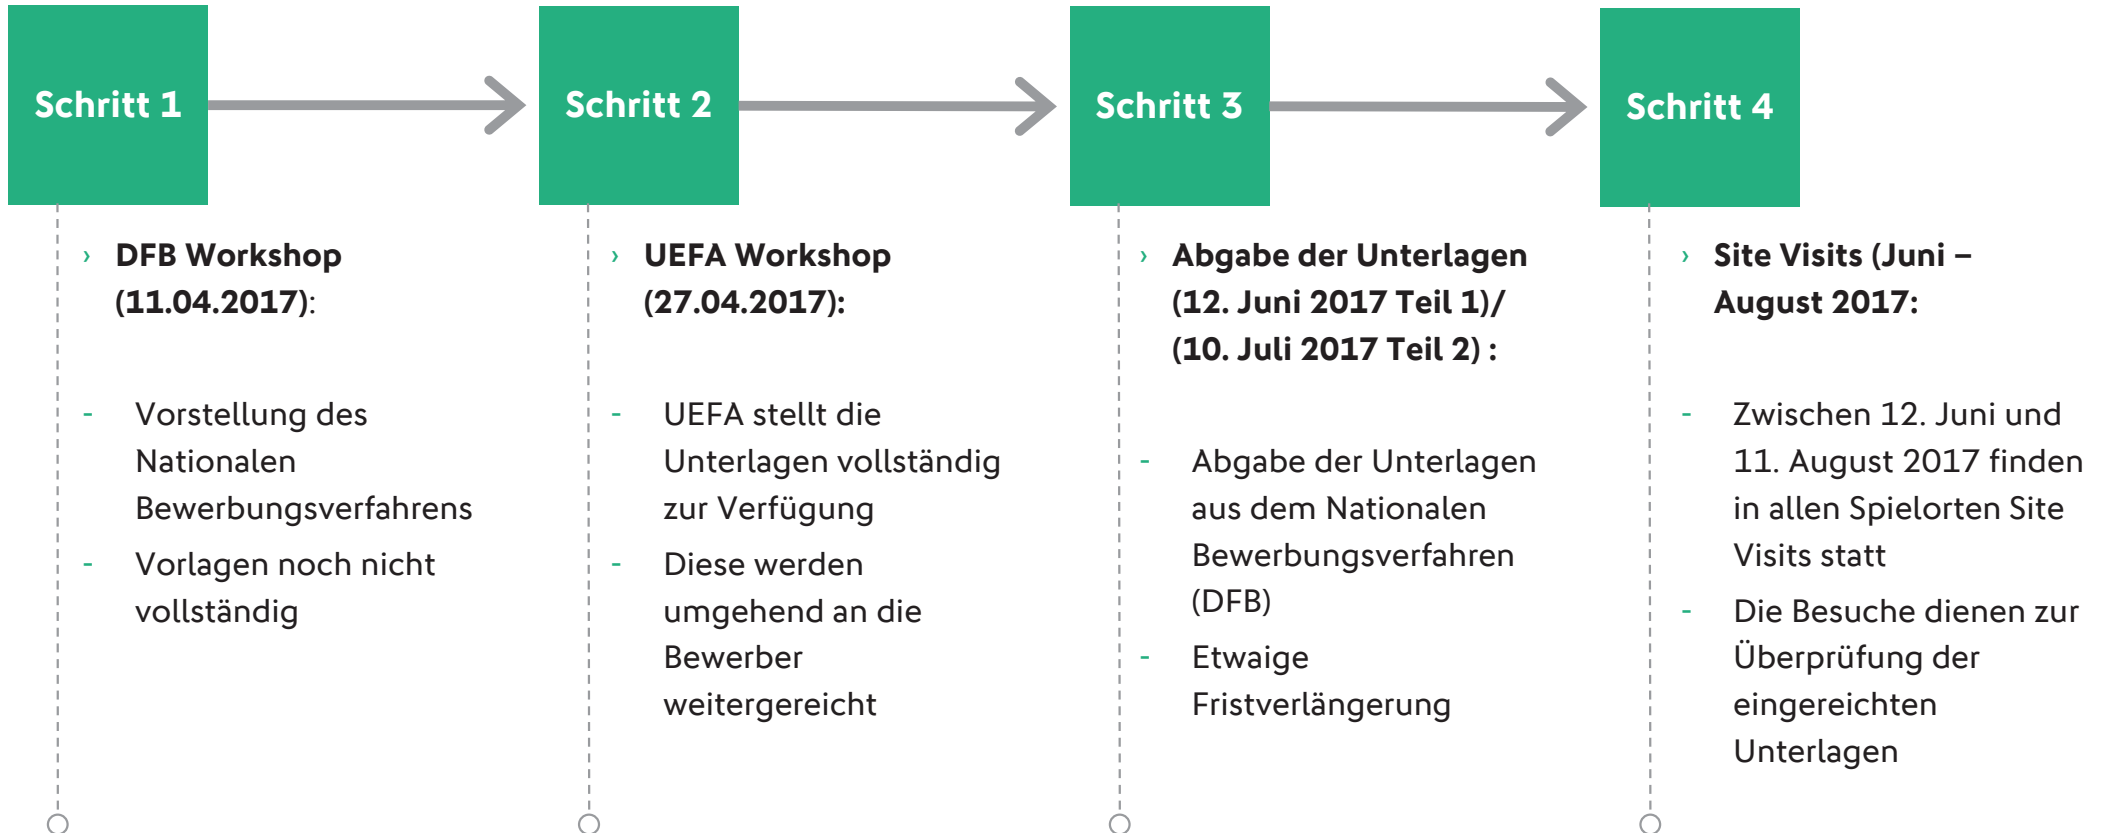 Schritt 1
Schritt 2
Schritt 3
Schritt 4
› DFB Workshop
(11.04.2017):
- Vorstellung des
Nationalen
Bewerbungsverfahrens
- Vorlagen noch nicht
vollständig
› UEFA Workshop
(27.04.2017):
- UEFA stellt die
Unterlagen vollständig
zur Verfügung
- Diese werden
umgehend an die
Bewerber
weitergereicht
› Abgabe der Unterlagen
(12. Juni 2017 Teil 1)/
(10. Juli 2017 Teil 2) :
- Abgabe der Unterlagen
aus dem Nationalen
Bewerbungsverfahren
(DFB)
- Etwaige
Fristverlängerung
› Site Visits (Juni –
August 2017:
- Zwischen 12. Juni und
11. August 2017 finden
in allen Spielorten Site
Visits statt
- Die Besuche dienen zur
Überprüfung der
eingereichten
Unterlagen